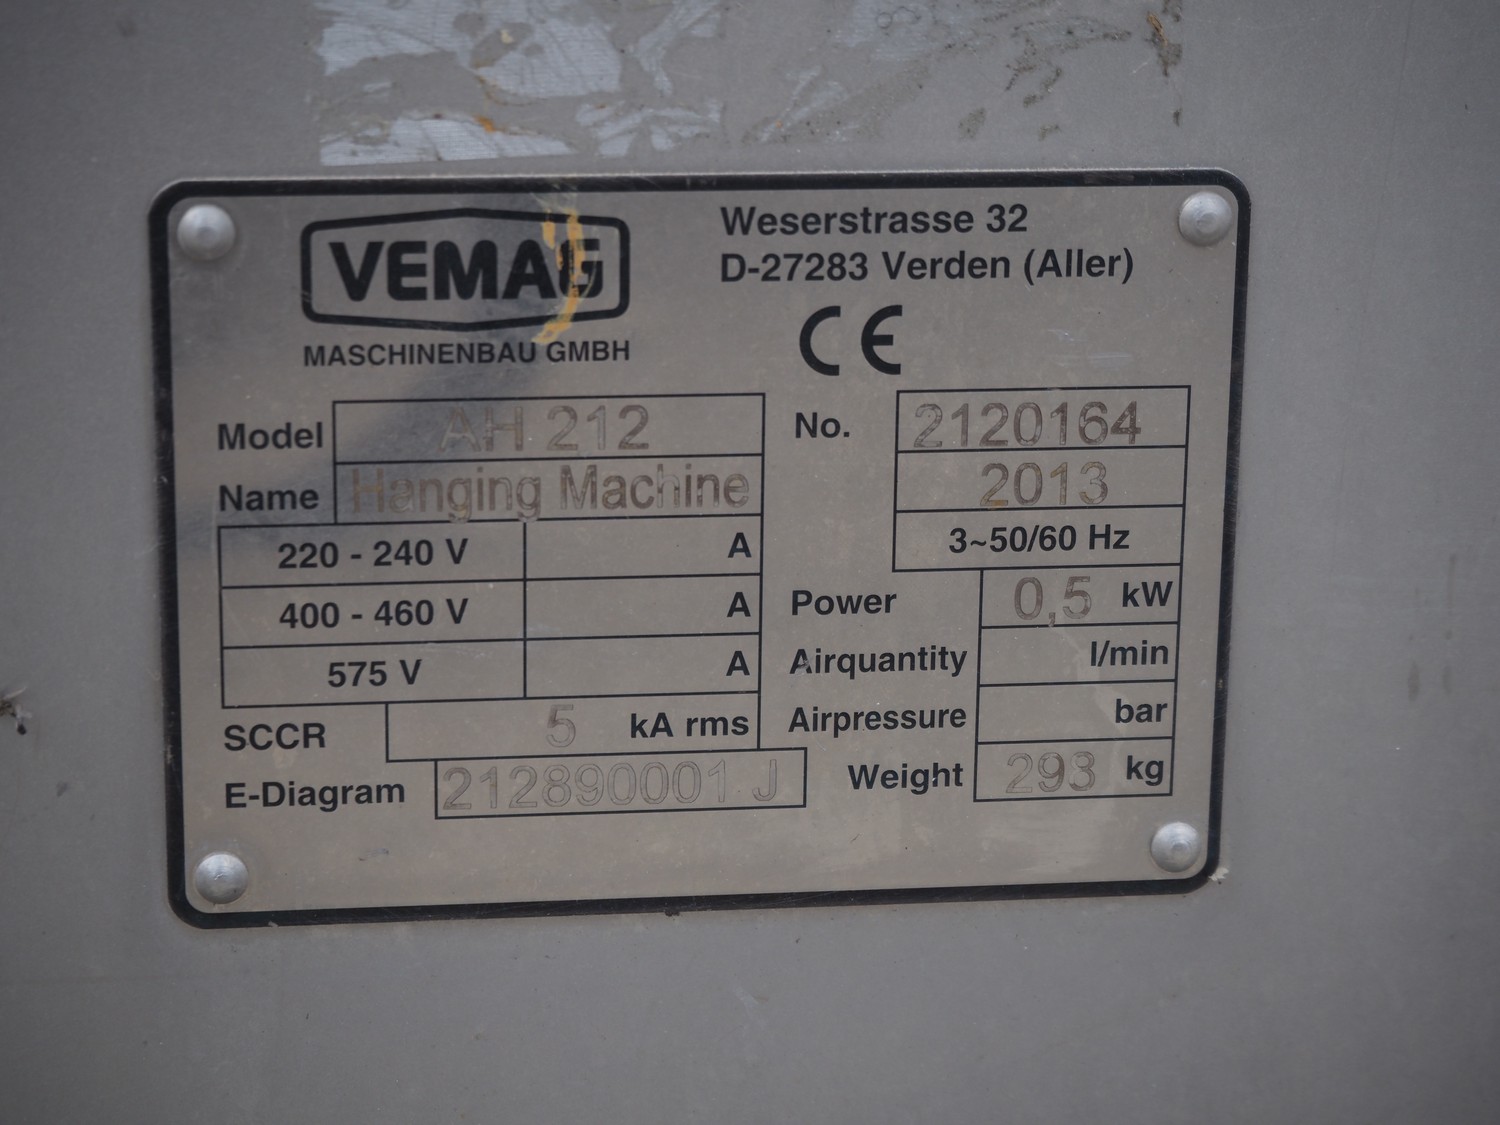 VEMAG
MASCHINENBAU GMBH
Weserstrasse 32
D-27283 Verden (Aller)
CE
Model AH 212
Name Hanging Machine
220 - 240 V A
400 - 460 V A
575 V A
SCCR 5 kA rms
E-Diagram 212890001 J
No. 2120164
2013
3~50/60 Hz
Power 0,5 kW
Airquantity l/min
Airpressure bar
Weight 293 kg